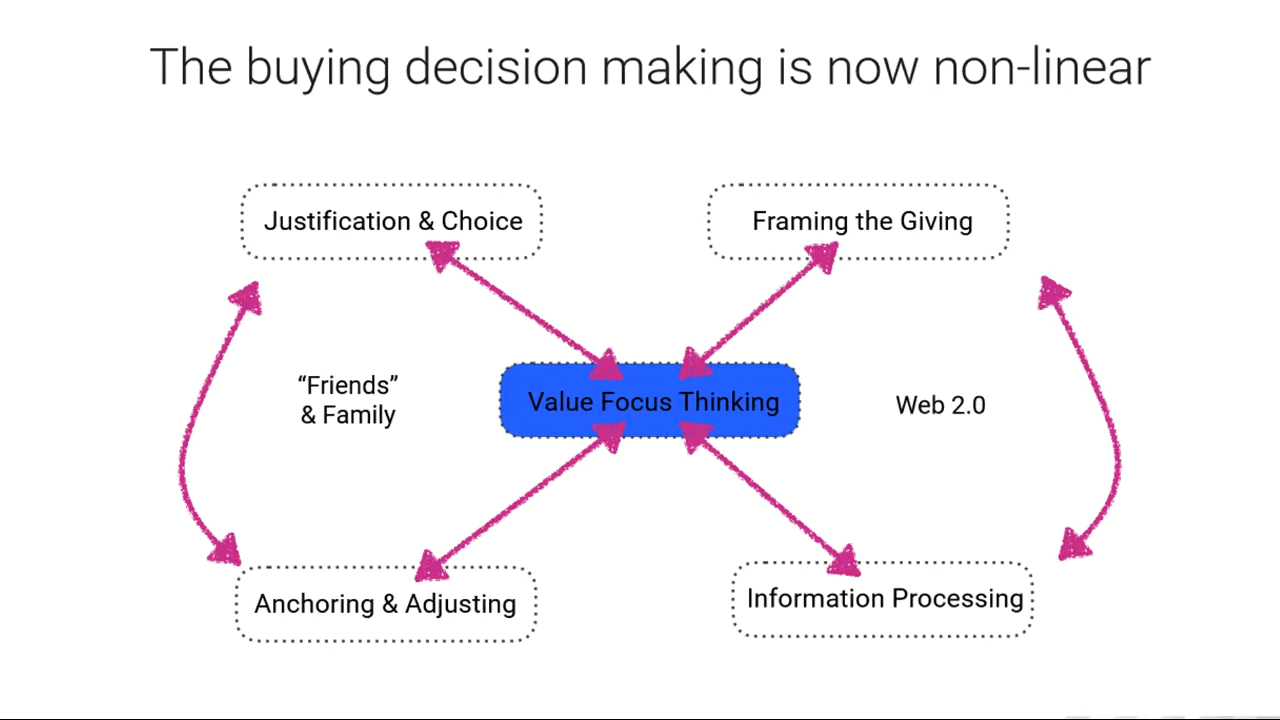 The buying decision making is now non-linear
Justification & Choice
Framing the Giving
“Friends”
& Family
Value Focus Thinking
Web 2.0
Anchoring & Adjusting
Information Processing